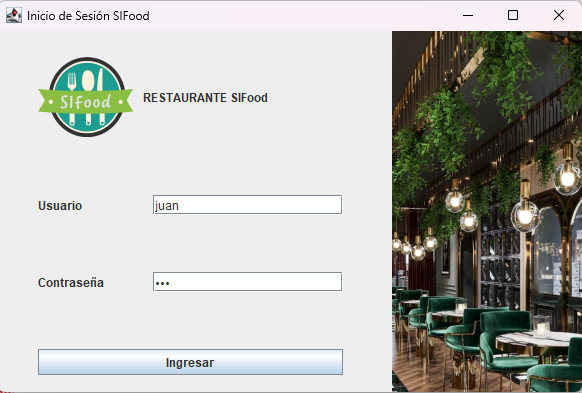 Inicio de Sesión SIFood
SIFood
RESTAURANTE SIFood
Usuario
juan
Contraseña
•••
Ingresar